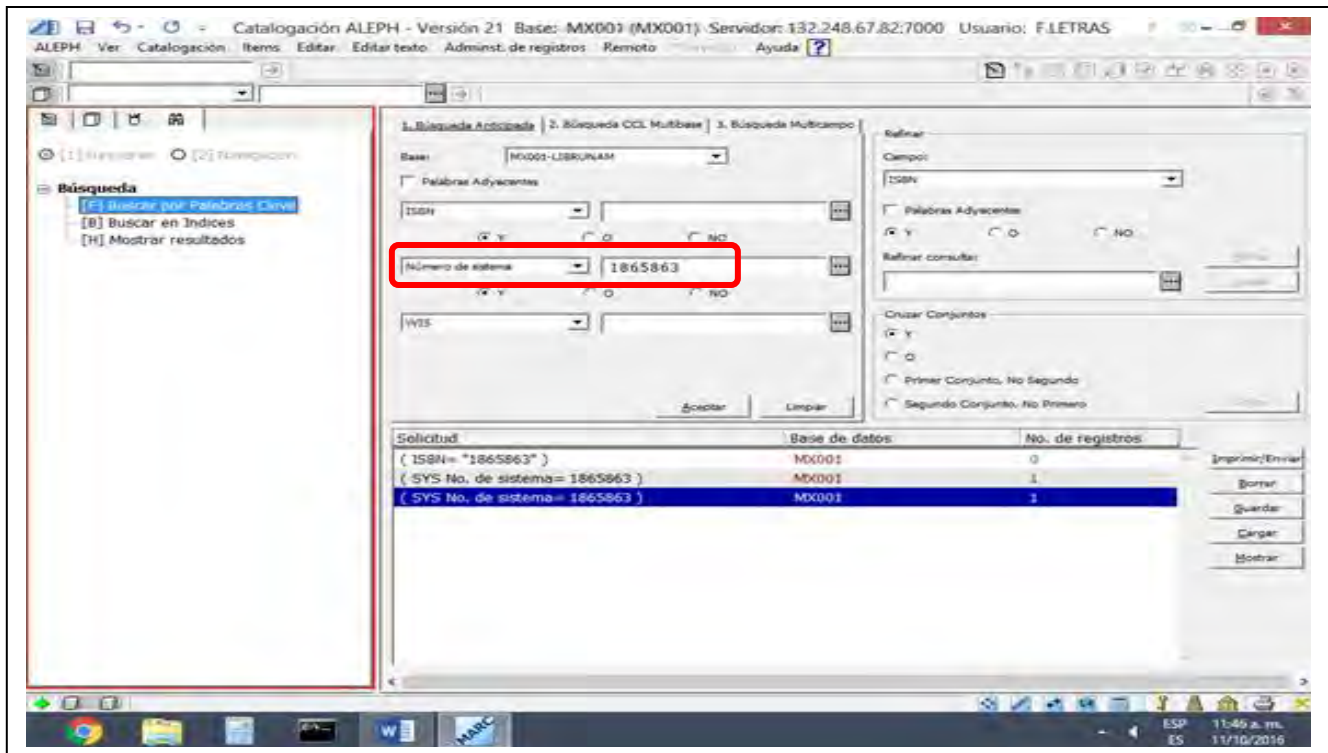 Catalogación ALEPH - Versión 21 Base: MX001 (MX001) Servidor: 132.248.67.82:7000 Usuario: F.LETRAS
ALEPH Ver Catalogación Items Editar Editar texto Adminst. de registros Remoto Ayuda ?
[2] Navegación
Búsqueda
[F] Buscar por Palabras Clave
[B] Buscar en Indices
[H] Mostrar resultados
1. Búsqueda Anticipada 2. Búsqueda CCL Multibase 3. Búsqueda Multicampo
Base: MX001-LIBRUNAM
Palabras Adyacentes
ISBN
Y O NO
Número de sistema 1865863
Y O NO
Aceptar Limpiar
Refinar
Campo:
ISBN
Palabras Adyacentes
Y O NO
Refinar consulta:
Cruzar Conjuntos
Y
O
Primer Conjunto, No Segundo
Segundo Conjunto, No Primero
Solicitud Base de datos No. de registros
( ISBN= "1865863" ) MX001 0
( SYS No. de sistema= 1865863 ) MX001 1
( SYS No. de sistema= 1865863 ) MX001 1
Imprimir/Enviar
Borrar
Guardar
Cargar
Mostrar
MARC
ESP 11:46 a. m.
ES 11/10/2016